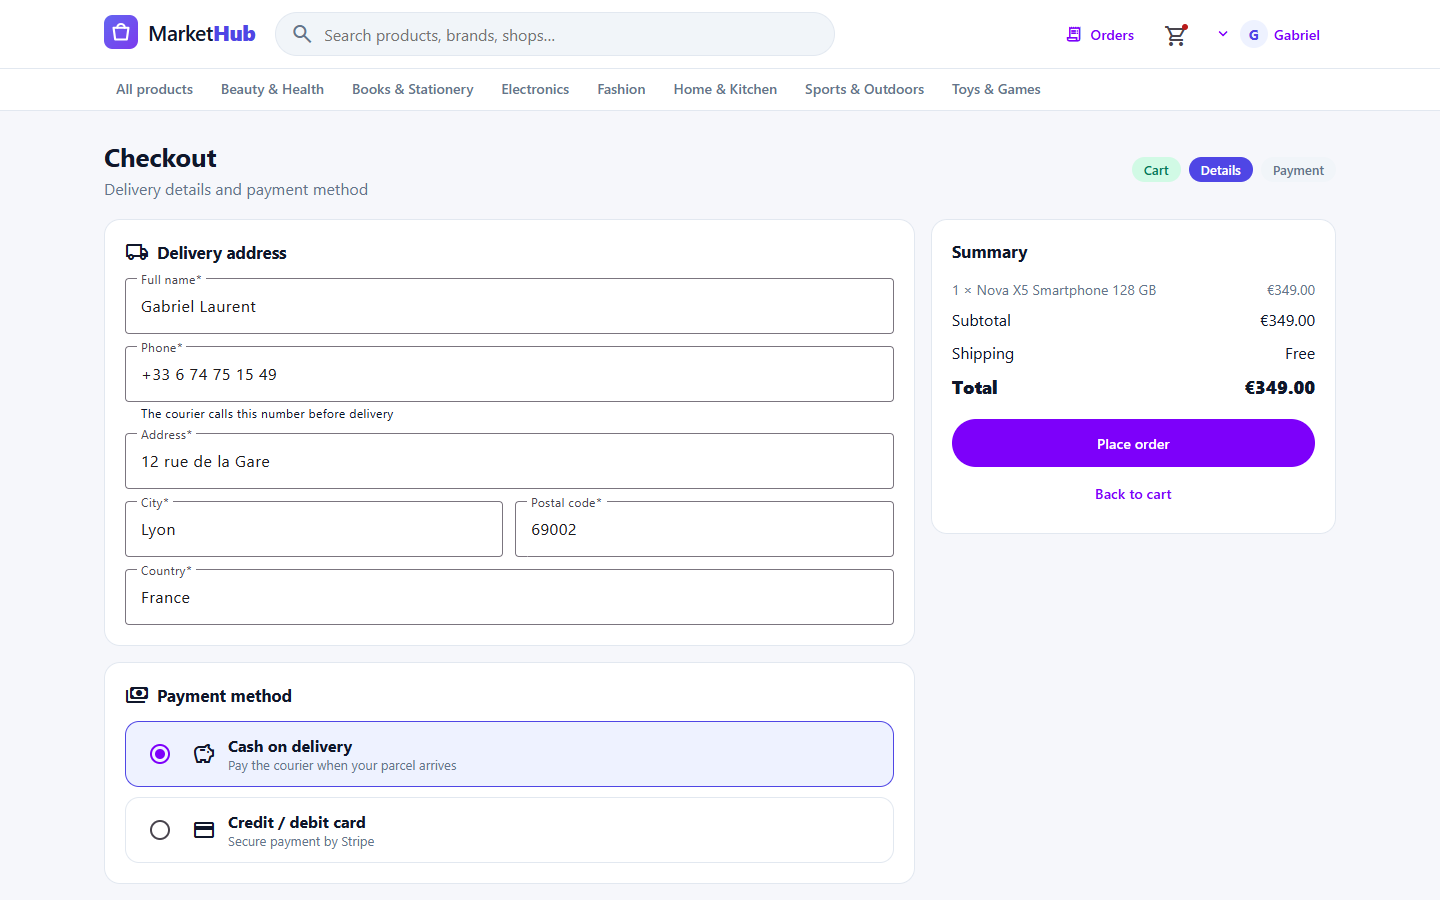 MarketHub
Search products, brands, shops...
Orders
G Gabriel
All products Beauty & Health Books & Stationery Electronics Fashion Home & Kitchen Sports & Outdoors Toys & Games
Checkout
Delivery details and payment method
Cart Details Payment
Delivery address
Full name*
Gabriel Laurent
Phone*
+33 6 74 75 15 49
The courier calls this number before delivery
Address*
12 rue de la Gare
City*
Lyon
Postal code*
69002
Country*
France
Payment method
Cash on delivery
Pay the courier when your parcel arrives
Credit / debit card
Secure payment by Stripe
Summary
1 × Nova X5 Smartphone 128 GB €349.00
Subtotal €349.00
Shipping Free
Total €349.00
Place order
Back to cart